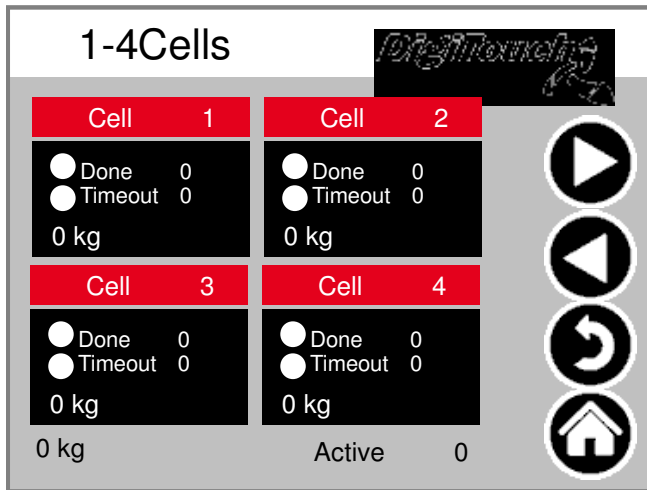 1-4Cells
DigiTouch
Cell 1
Done 0
Timeout 0
0 kg
Cell 2
Done 0
Timeout 0
0 kg
Cell 3
Done 0
Timeout 0
0 kg
Cell 4
Done 0
Timeout 0
0 kg
0 kg
Active 0